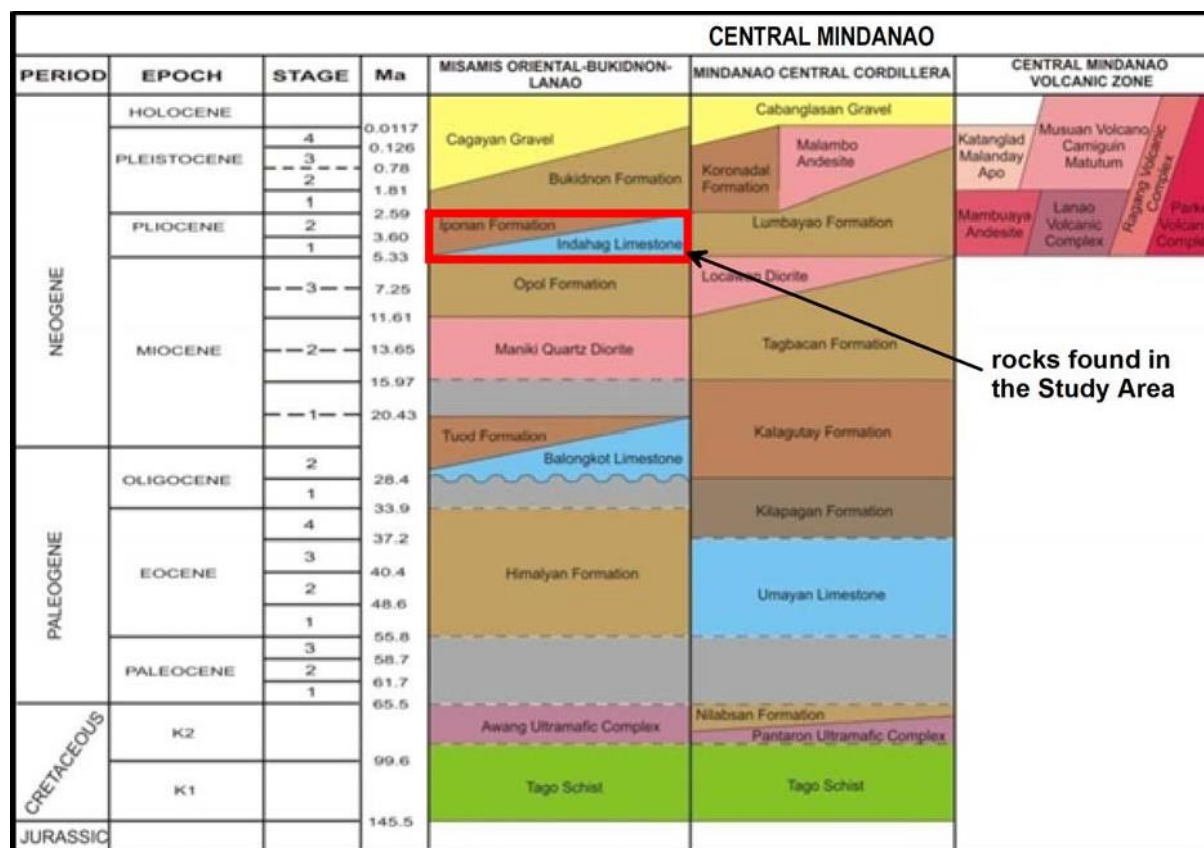 CENTRAL MINDANAO
PERIOD EPOCH STAGE Ma
MISAMIS ORIENTAL-BUKIDNON-
LANAO
MINDANAO CENTRAL CORDILLERA
CENTRAL MINDANAO
VOLCANIC ZONE
NEOGENE
HOLOCENE
0.0117
PLEISTOCENE
4
0.126
3
0.78
2
1.81
1
2.59
PLIOCENE
2
3.60
1
5.33
MIOCENE
3
7.25
11.61
2
13.65
15.97
1
20.43
PALEOGENE
OLIGOCENE
2
28.4
1
33.9
EOCENE
4
37.2
3
40.4
2
48.6
1
55.8
PALEOCENE
3
58.7
2
61.7
1
65.5
CRETACEOUS
K2
99.6
K1
145.5
JURASSIC
Cagayan Gravel
Bukidnon Formation
Iponan Formation
Indahag Limestone
Opol Formation
Maniki Quartz Diorite
Tuod Formation
Balongkot Limestone
Himalyan Formation
Awang Ultramafic Complex
Tago Schist
Cabanglasan Gravel
Koronadal
Formation
Malambo
Andesite
Lumbayao Formation
Locawan Diorite
Tagbacan Formation
Kalagutay Formation
Kilapagan Formation
Umayan Limestone
Nilabsan Formation
Pantaron Ultramafic Complex
Tago Schist
Katanglad
Malanday
Apo
Musuan Volcano
Camiguin
Matutum
Mambuaya
Andesite
Lanao
Volcanic
Complex
Ragang Volcanic
Complex
Parke
Volcan
Comple
rocks found in
the Study Area